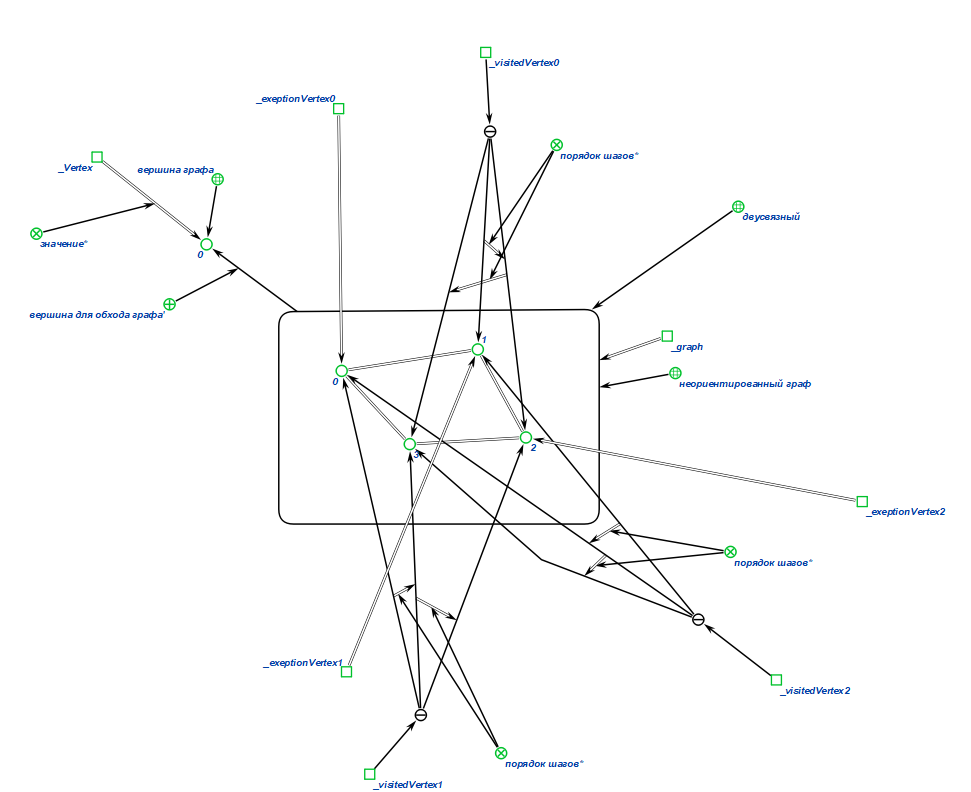 _visitedVertex0
_exeptionVertex0
порядок шагов*
_Vertex
вершина графа
двусвязный
значение*
0
вершина для обхода графа'
1
_graph
0
неориентированный граф
3
2
_exeptionVertex2
порядок шагов*
_exeptionVertex1
_visitedVertex2
порядок шагов*
_visitedVertex1